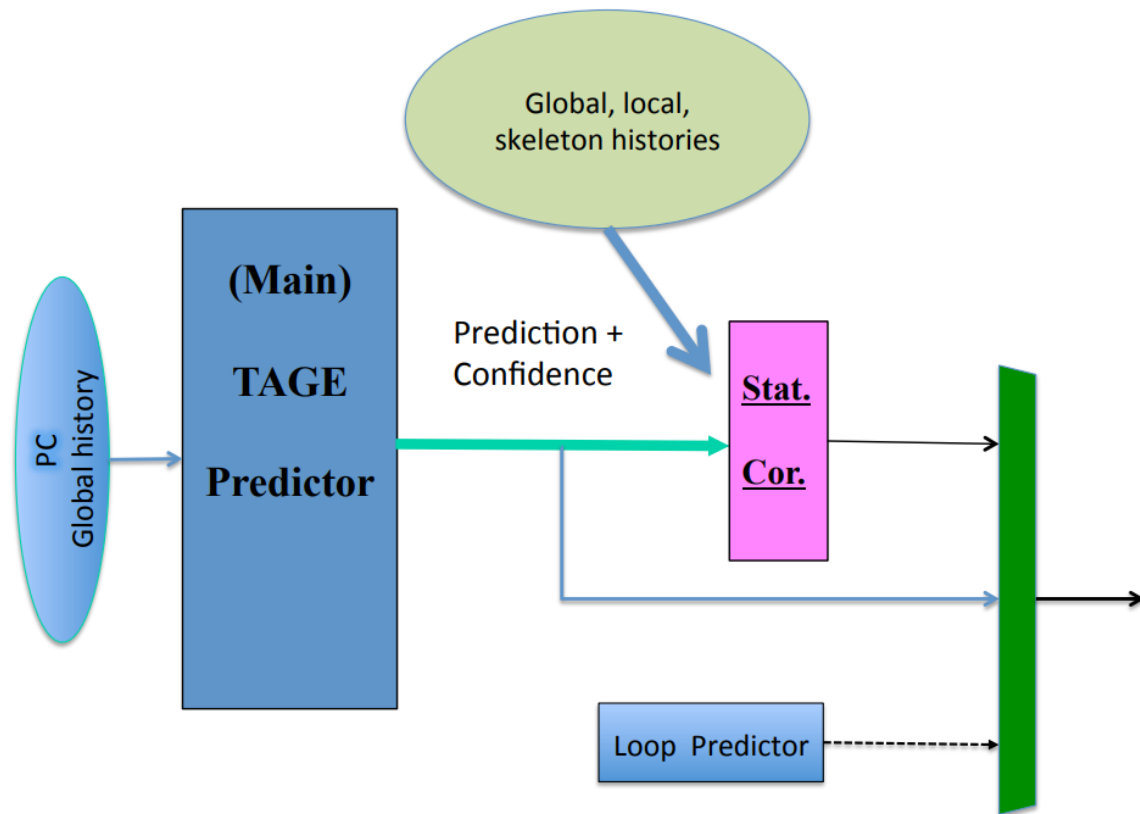 Global, local,
skeleton histories
(Main)
TAGE
Predictor
PC
Global history
Prediction +
Confidence
Stat.
Cor.
Loop Predictor